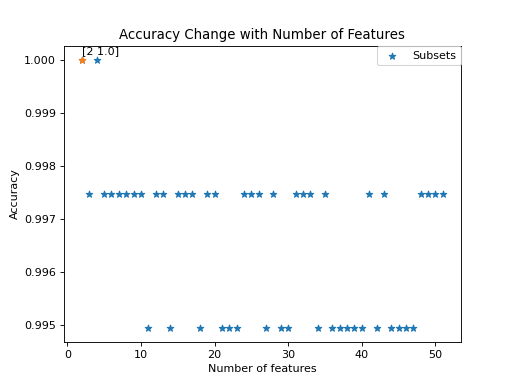 Accuracy Change with Number of Features
[2 1.0]
Subsets
1.000
0.999
0.998
0.997
0.996
0.995
Accuracy
0 10 20 30 40 50
Number of features